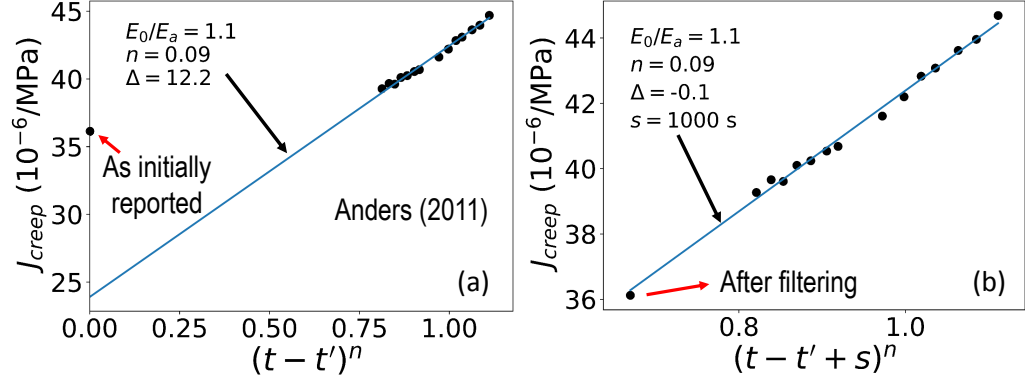 45
40
35
30
25
J_creep (10^{-6}/MPa)
E_0/E_a = 1.1
n = 0.09
Δ = 12.2
As initially
reported
Anders (2011)
(a)
0.00
0.25
0.50
0.75
1.00
(t − t′)^n
44
42
40
38
36
J_creep (10^{-6}/MPa)
E_0/E_a = 1.1
n = 0.09
Δ = -0.1
s = 1000 s
After filtering
(b)
0.8
1.0
(t − t′ + s)^n